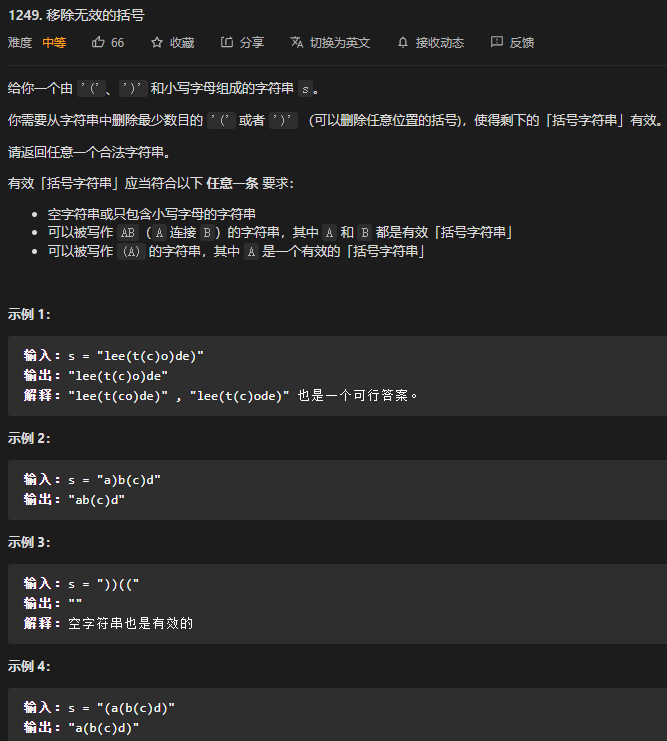 1249. 移除无效的括号
难度 中等 66 收藏 分享 切换为英文 接收动态 反馈
给你一个由 '('、')' 和小写字母组成的字符串 s。
你需要从字符串中删除最少数目的 '(' 或者 ')' （可以删除任意位置的括号)，使得剩下的「括号字符串」有效。
请返回任意一个合法字符串。
有效「括号字符串」应当符合以下 任意一条 要求：
• 空字符串或只包含小写字母的字符串
• 可以被写作 AB（A 连接 B）的字符串，其中 A 和 B 都是有效「括号字符串」
• 可以被写作 (A) 的字符串，其中 A 是一个有效的「括号字符串」
示例 1：
输入：s = "lee(t(c)o)de)"
输出："lee(t(c)o)de"
解释："lee(t(co)de)" , "lee(t(c)ode)" 也是一个可行答案。
示例 2：
输入：s = "a)b(c)d"
输出："ab(c)d"
示例 3：
输入：s = "))(("
输出：""
解释：空字符串也是有效的
示例 4：
输入：s = "(a(b(c)d)"
输出："a(b(c)d)"